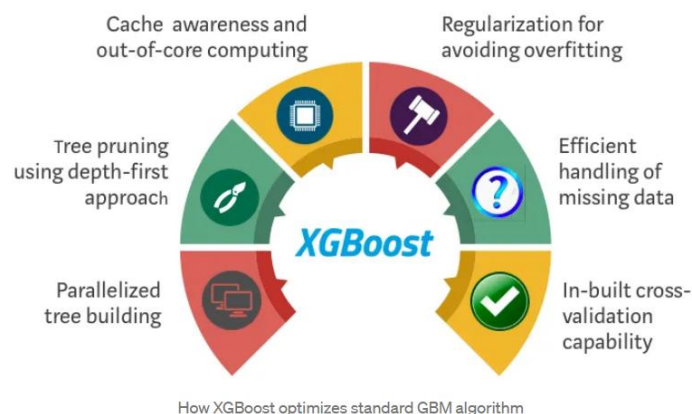 Cache awareness and
out-of-core computing
Regularization for
avoiding overfitting
Tree pruning
using depth-first
approach
Efficient
handling of
missing data
XGBoost
Parallelized
tree building
In-built cross-
validation
capability
How XGBoost optimizes standard GBM algorithm